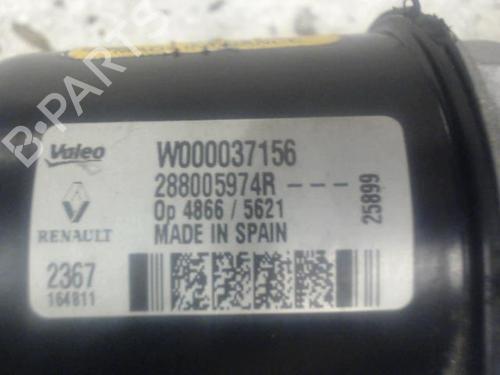 B-PARTS
Valeo
W000037156
288005974R - - -
Op 4866 / 5621
MADE IN SPAIN
RENAULT
25899
2367
164811